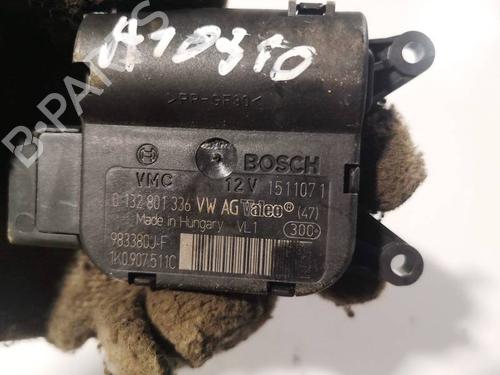 B-PARTS
>PP-GF30<
BOSCH
VMC 12V 1511071
0 132 801 336 VW AG Valeo® (47)
Made in Hungary VL1 300
983380J-F
1K0.907.511C